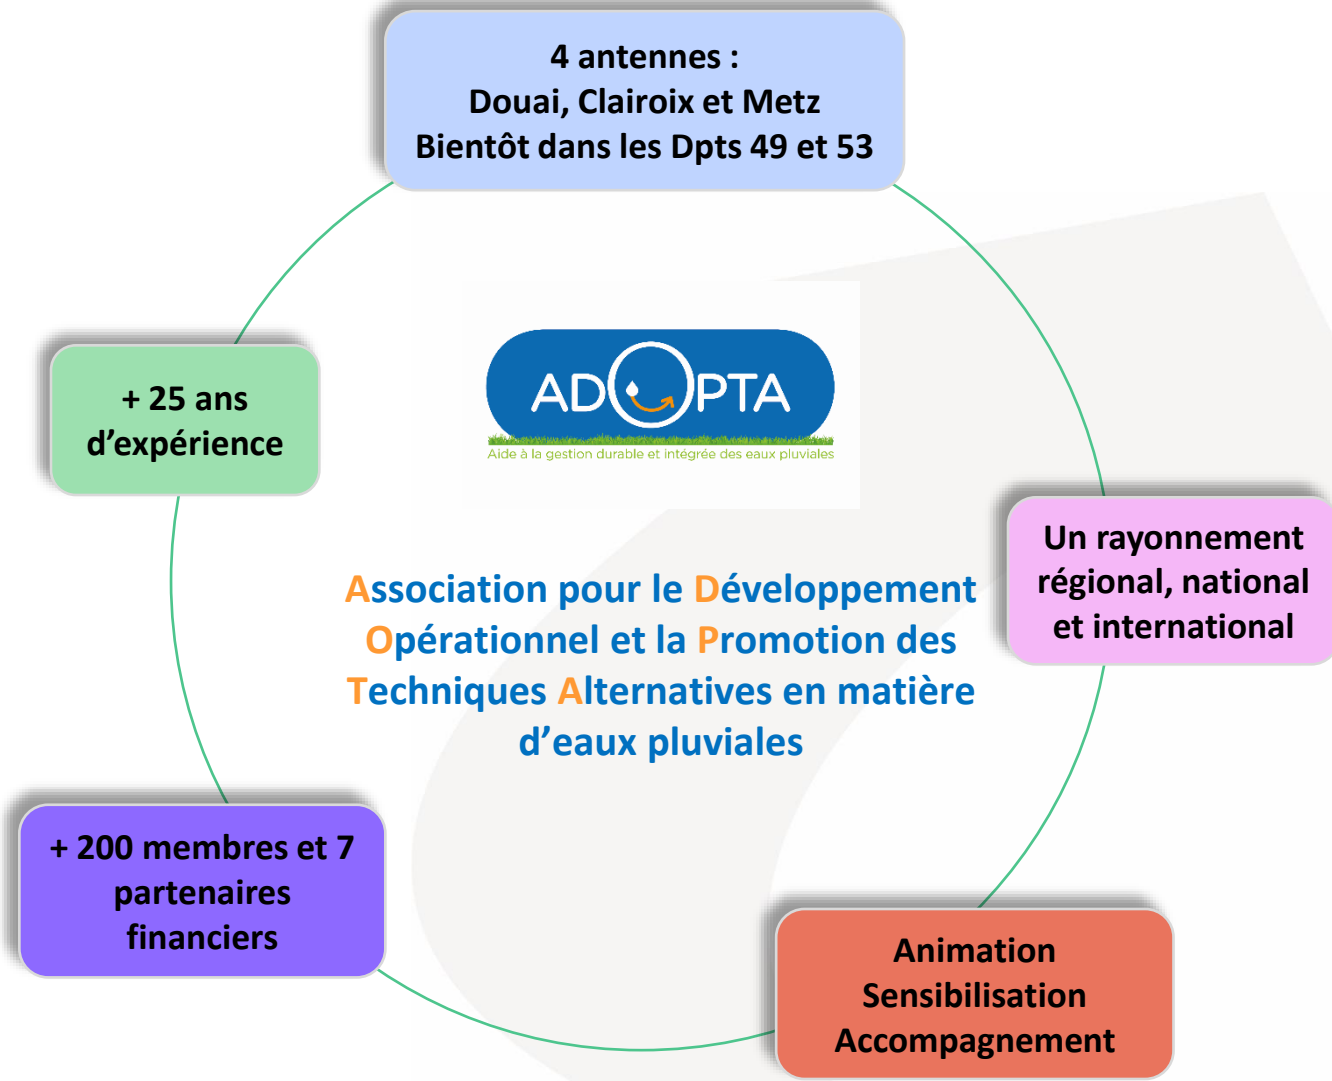 4 antennes :
Douai, Clairoix et Metz
Bientôt dans les Dpts 49 et 53
+ 25 ans
d’expérience
ADOPTA
Aide à la gestion durable et intégrée des eaux pluviales
Un rayonnement
régional, national
et international
Association pour le Développement
Opérationnel et la Promotion des
Techniques Alternatives en matière
d’eaux pluviales
+ 200 membres et 7
partenaires
financiers
Animation
Sensibilisation
Accompagnement